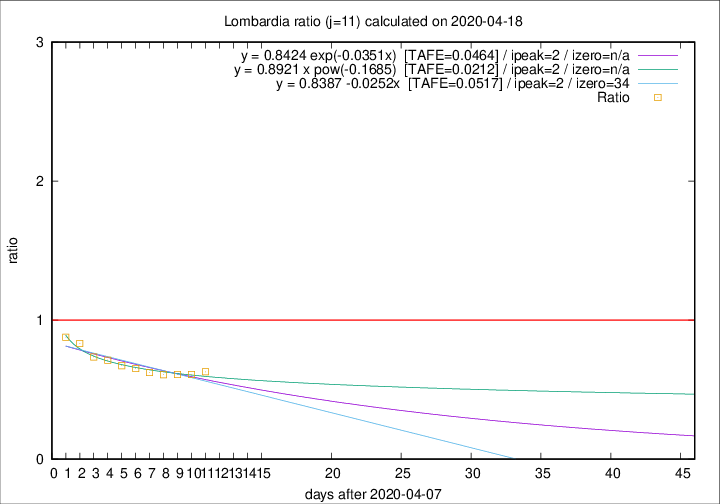 Lombardia ratio (j=11) calculated on 2020-04-18
y = 0.8424 exp(-0.0351x) [TAFE=0.0464] / ipeak=2 / izero=n/a
y = 0.8921 x pow(-0.1685) [TAFE=0.0212] / ipeak=2 / izero=n/a
y = 0.8387 -0.0252x [TAFE=0.0517] / ipeak=2 / izero=34
Ratio
3
2
1
0
ratio
0 1 2 3 4 5 6 7 8 9 10 11 12 13 14 15 20 25 30 35 40 45
days after 2020-04-07